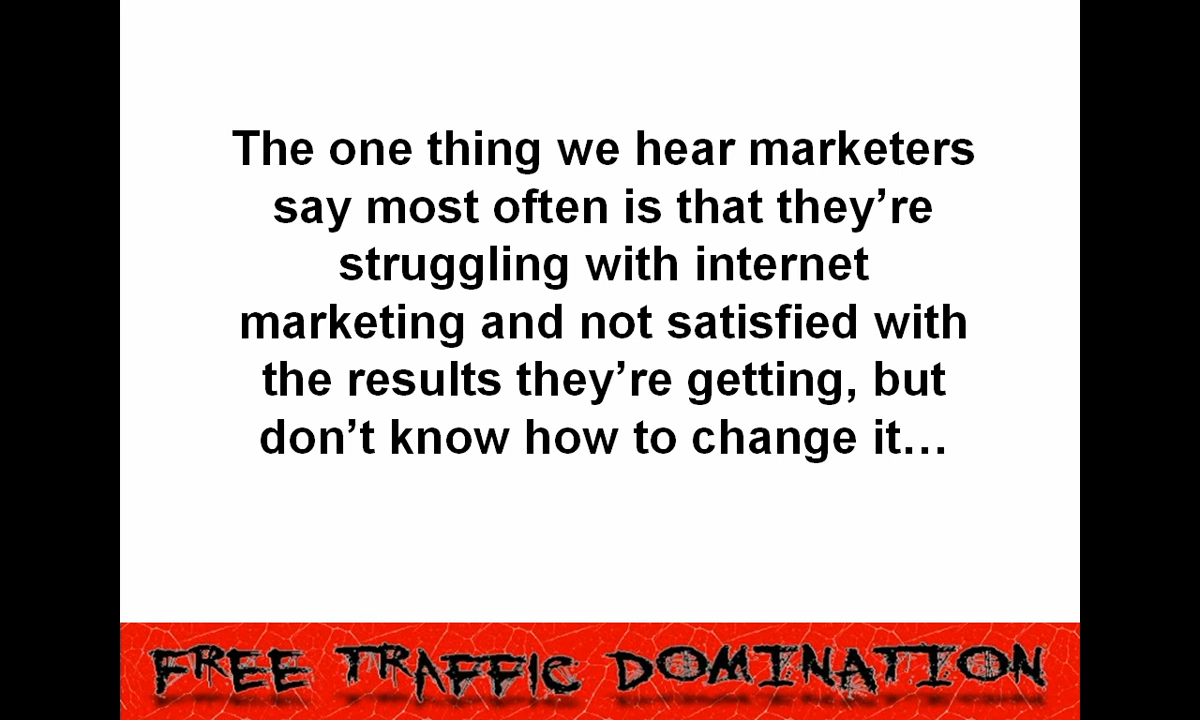 The one thing we hear marketers
say most often is that they’re
struggling with internet
marketing and not satisfied with
the results they’re getting, but
don’t know how to change it…
FREE TRAFFIC DOMINATION